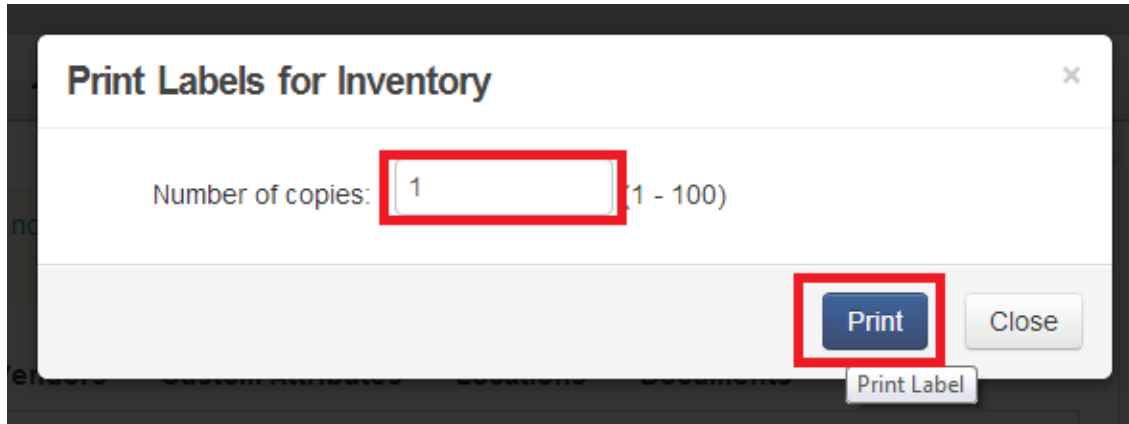 Print Labels for Inventory ×
Number of copies: 1 (1 - 100)
Print Close
Print Label